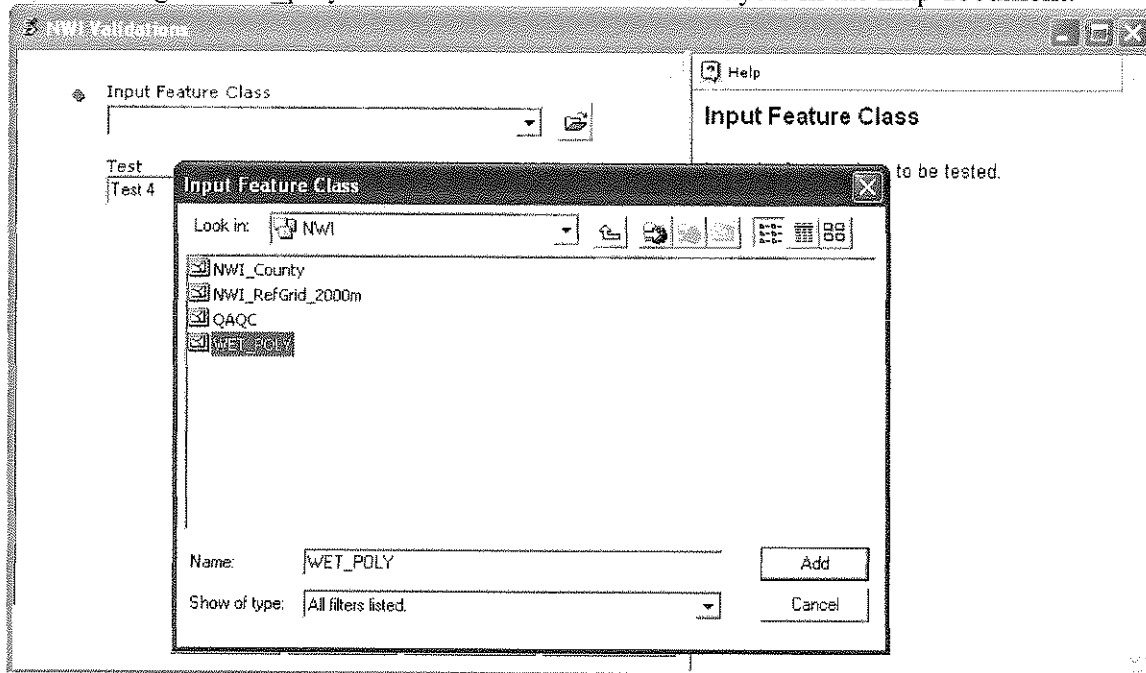 NWI Validations
Help
Input Feature Class
Input Feature Class
to be tested.
Test
Test 4
Input Feature Class
Look in: NWI
NWI_County
NWI_RefGrid_2000m
QAQC
WET_POLY
Name: WET_POLY
Add
Show of type: All filters listed.
Cancel